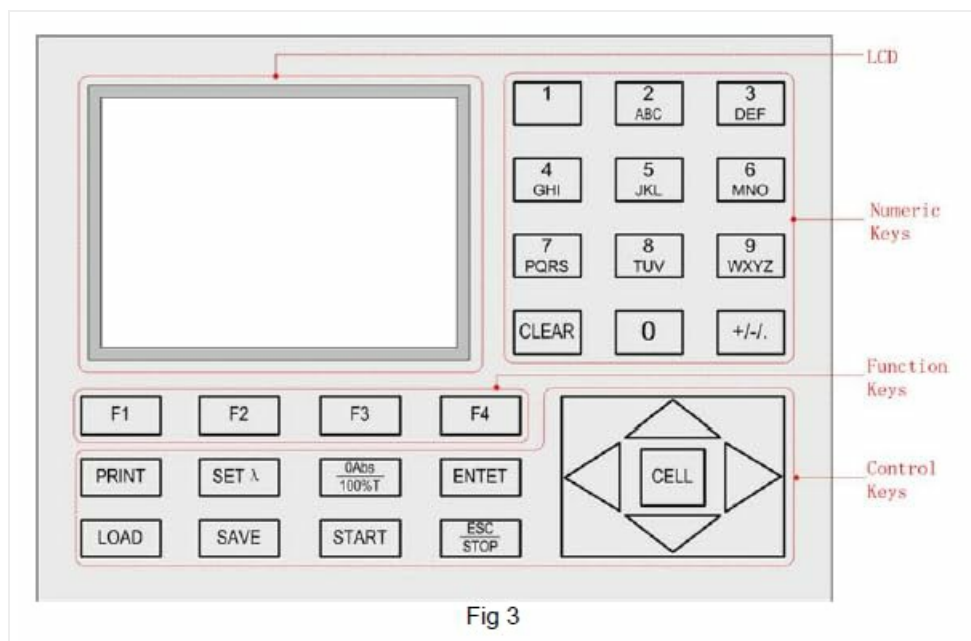 LCD
1
2
ABC
3
DEF
4
GHI
5
JKL
6
MNO
Numeric
Keys
7
PQRS
8
TUV
9
WXYZ
CLEAR
0
+/-/.
Function
Keys
F1
F2
F3
F4
PRINT
SET λ
0Abs
100%T
ENTET
CELL
Control
Keys
LOAD
SAVE
START
ESC
STOP
Fig 3